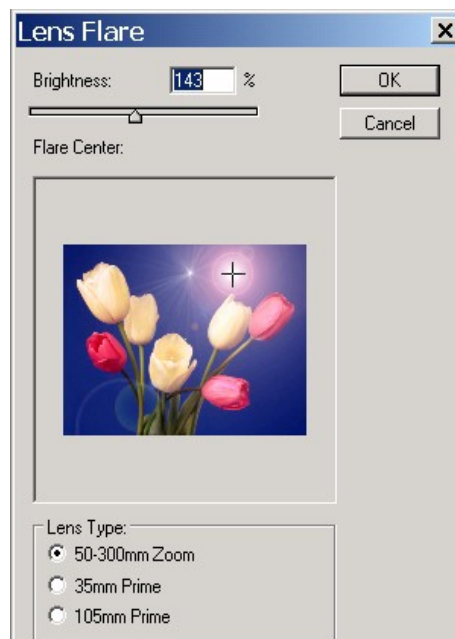 Lens Flare
Brightness: 143 %
OK
Cancel
Flare Center:
Lens Type:
50-300mm Zoom
35mm Prime
105mm Prime